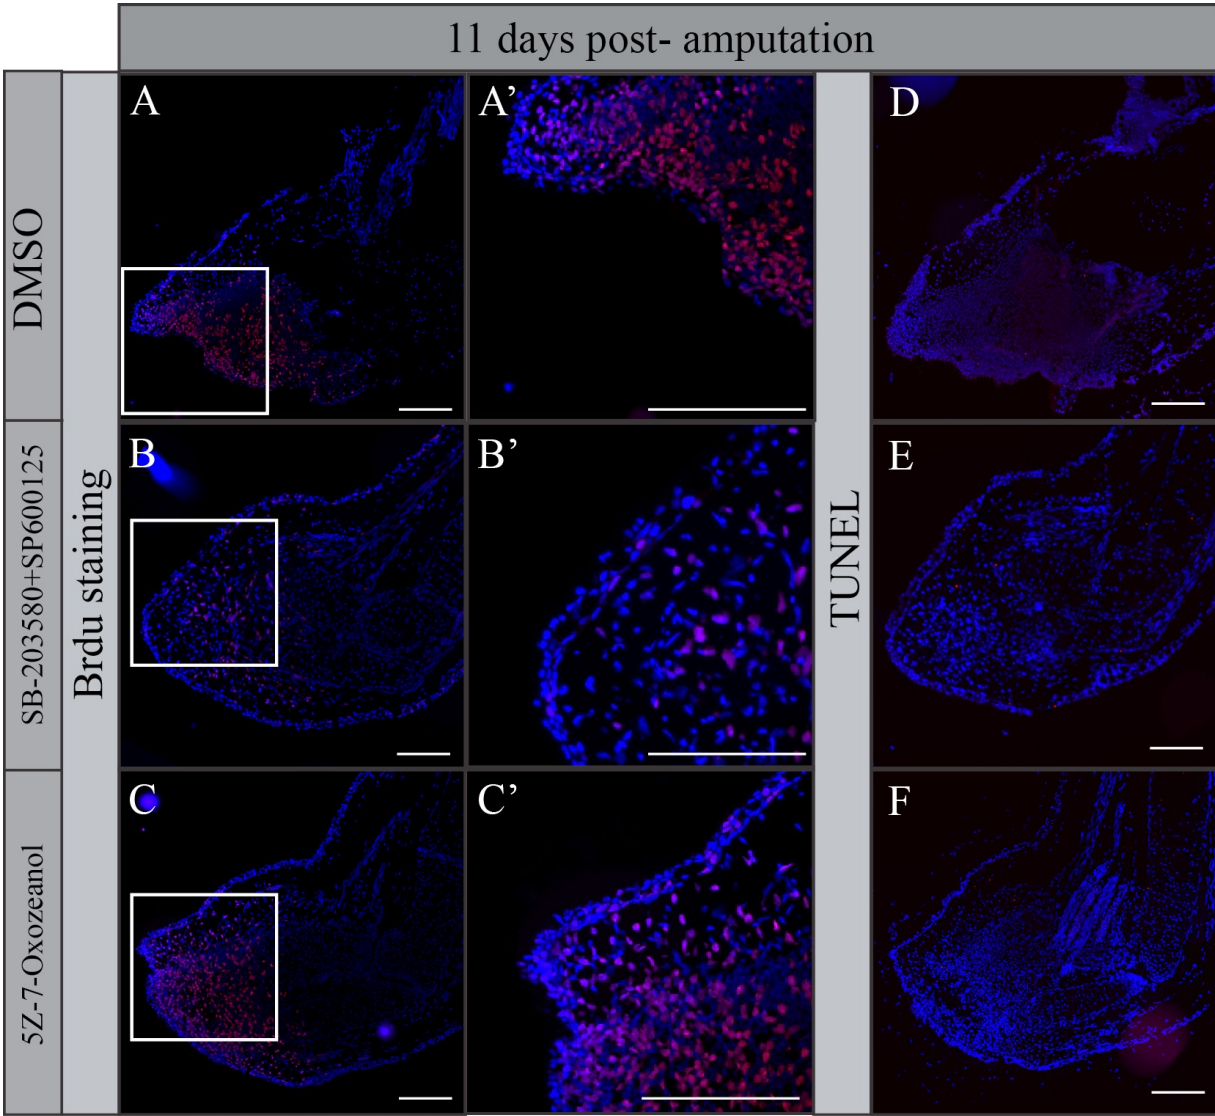 11 days post- amputation
DMSO
SB-203580+SP600125
5Z-7-Oxozeanol
Brdu staining
TUNEL
A
A’
D
B
B’
E
C
C’
F